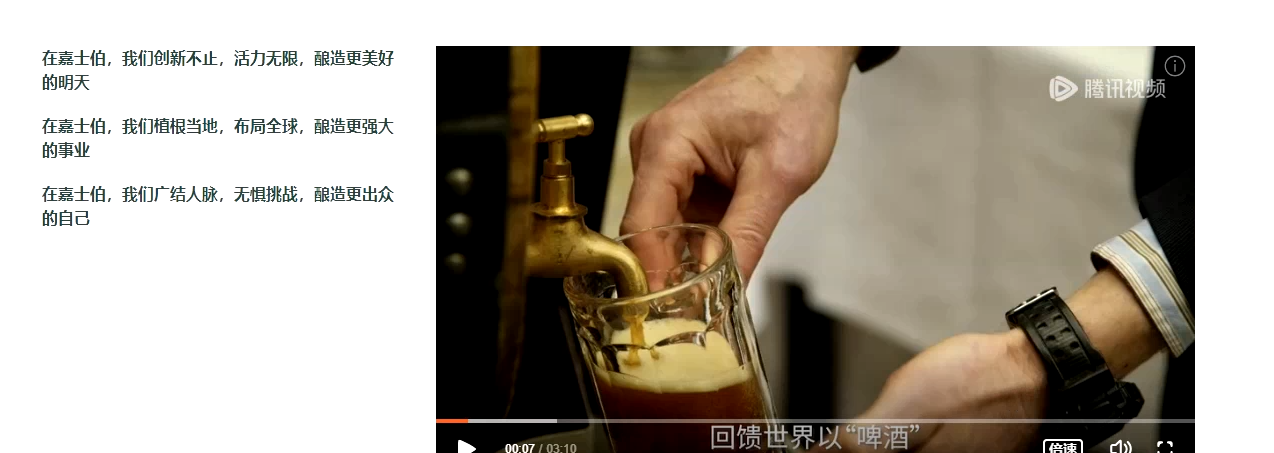 在嘉士伯，我们创新不止，活力无限，酿造更美好
的明天
在嘉士伯，我们植根当地，布局全球，酿造更强大
的事业
在嘉士伯，我们广结人脉，无惧挑战，酿造更出众
的自己
腾讯视频
回馈世界以“啤酒”
00:07 / 03:10
倍速